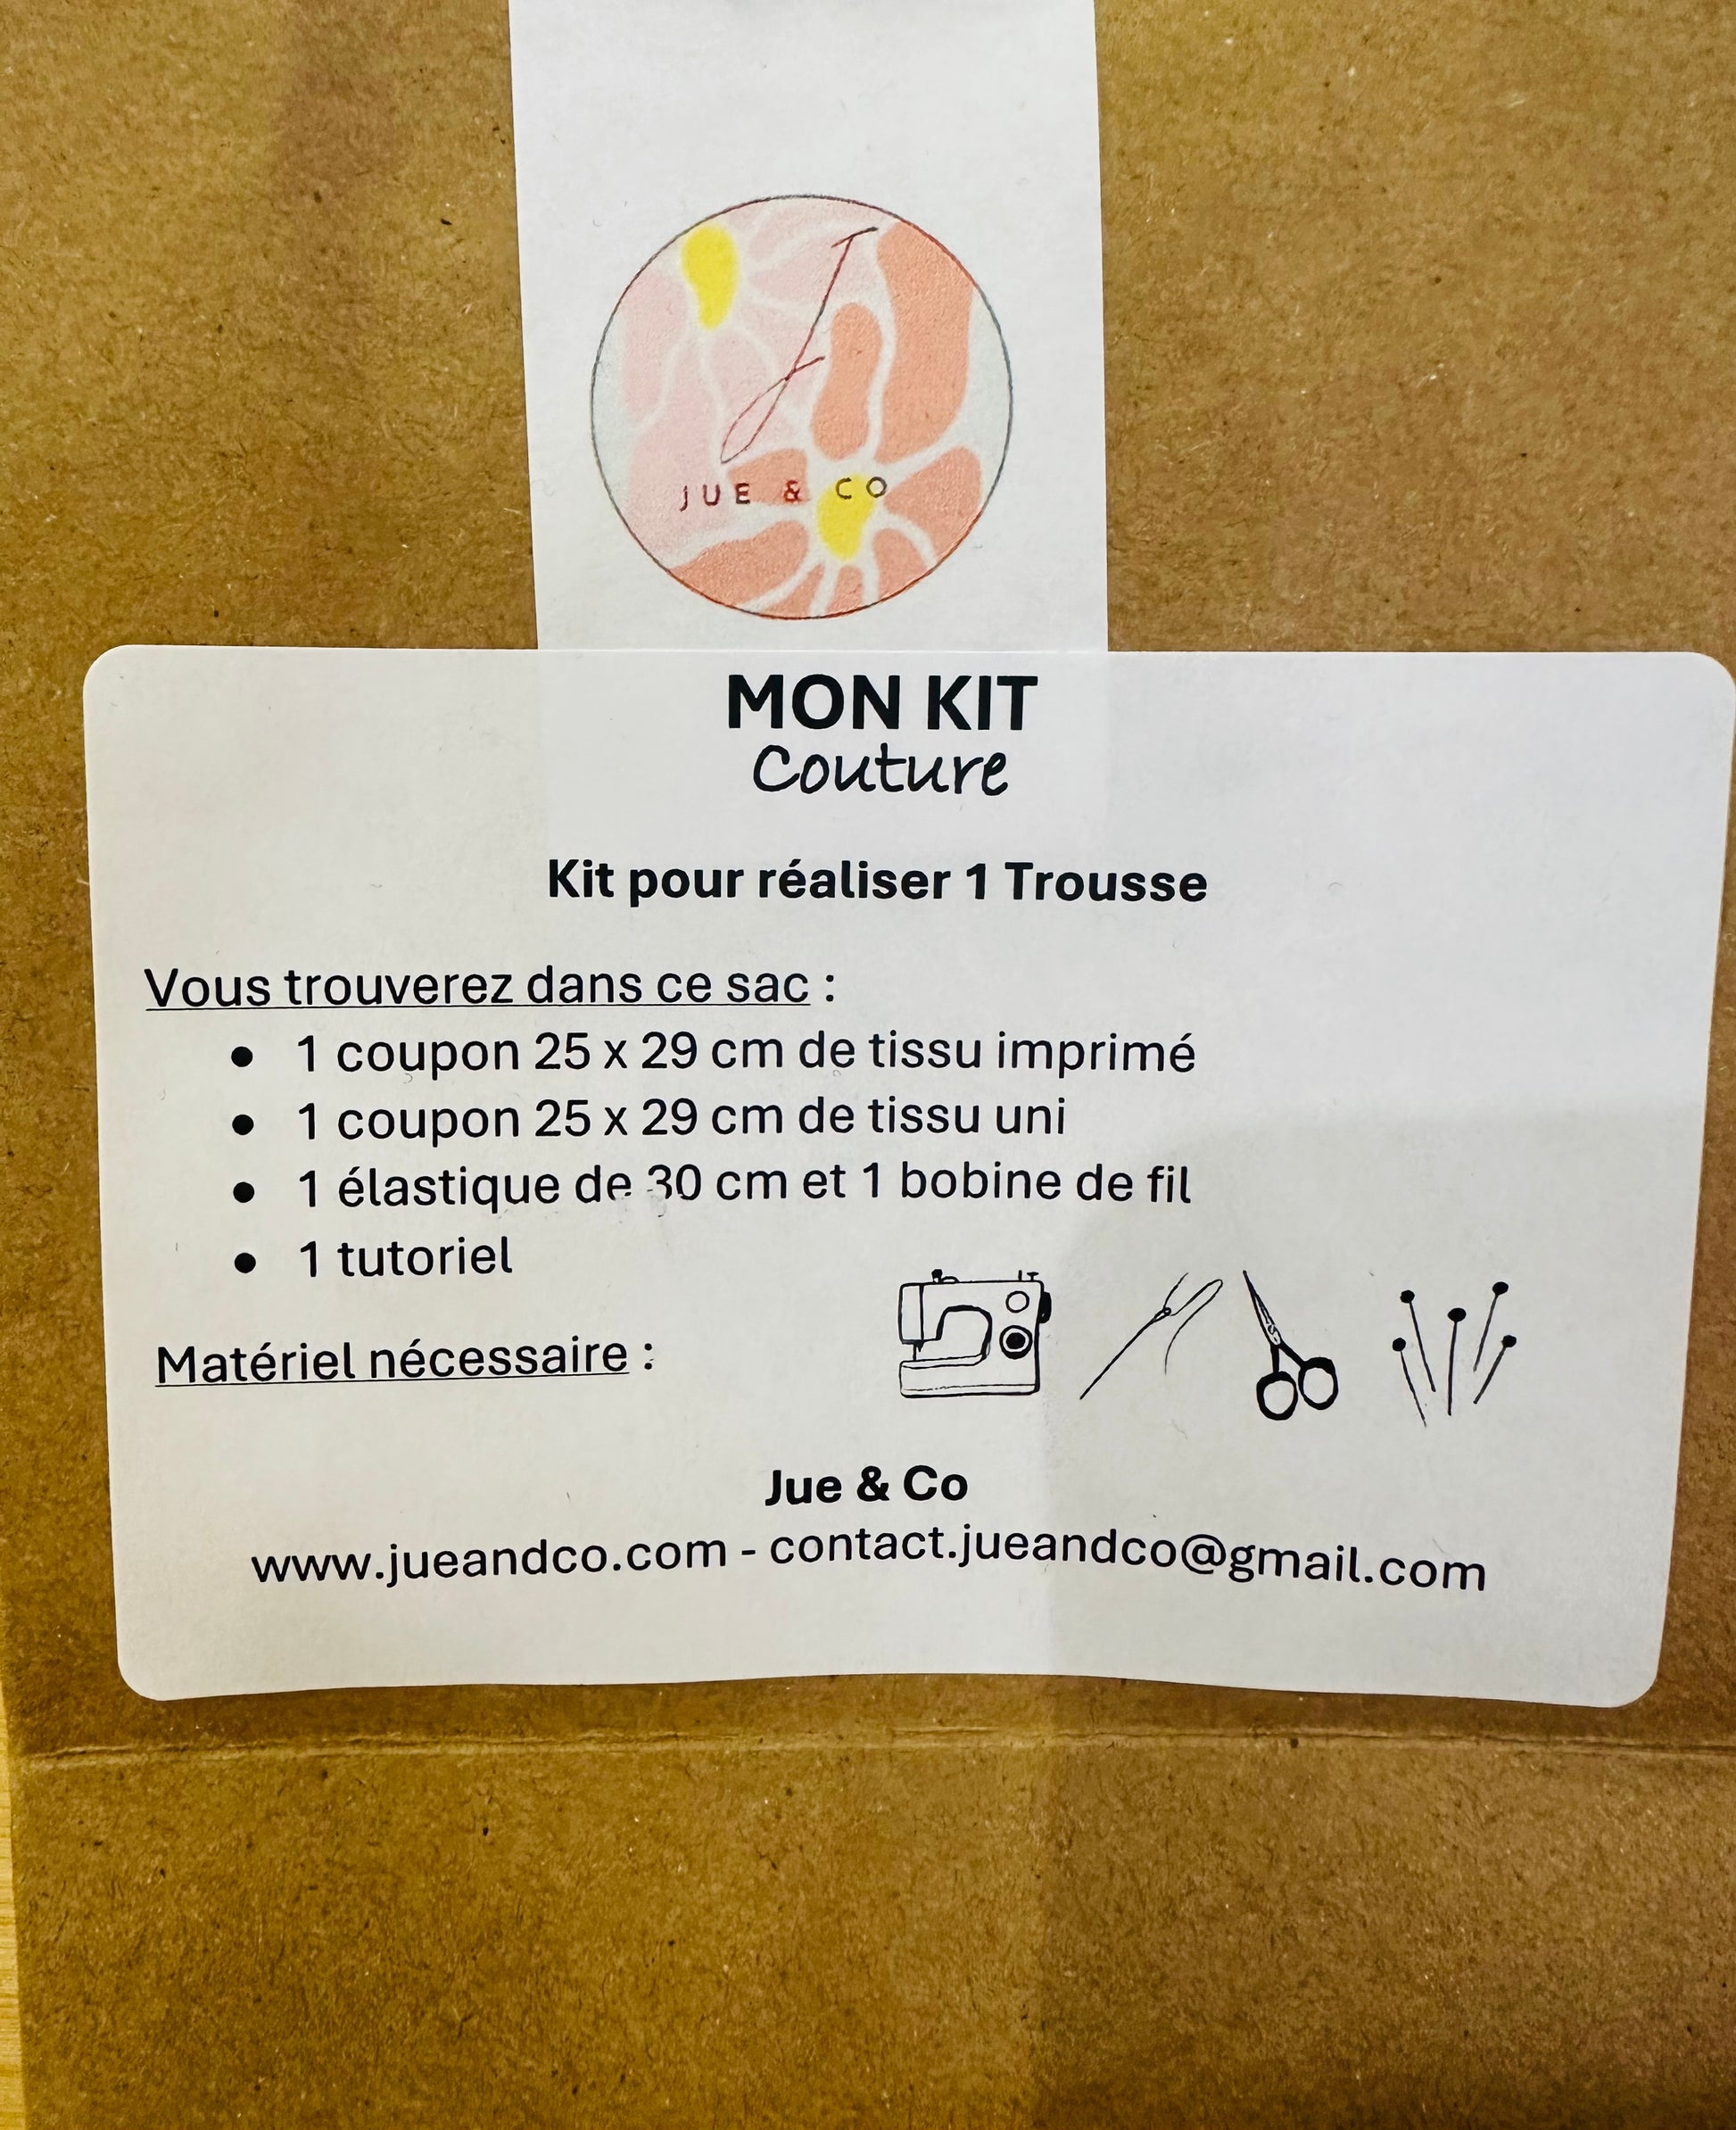 J
JUE & CO
MON KIT
Couture
Kit pour réaliser 1 Trousse
Vous trouverez dans ce sac :
• 1 coupon 25 x 29 cm de tissu imprimé
• 1 coupon 25 x 29 cm de tissu uni
• 1 élastique de 30 cm et 1 bobine de fil
• 1 tutoriel
Matériel nécessaire :
Jue & Co
www.jueandco.com - contact.jueandco@gmail.com